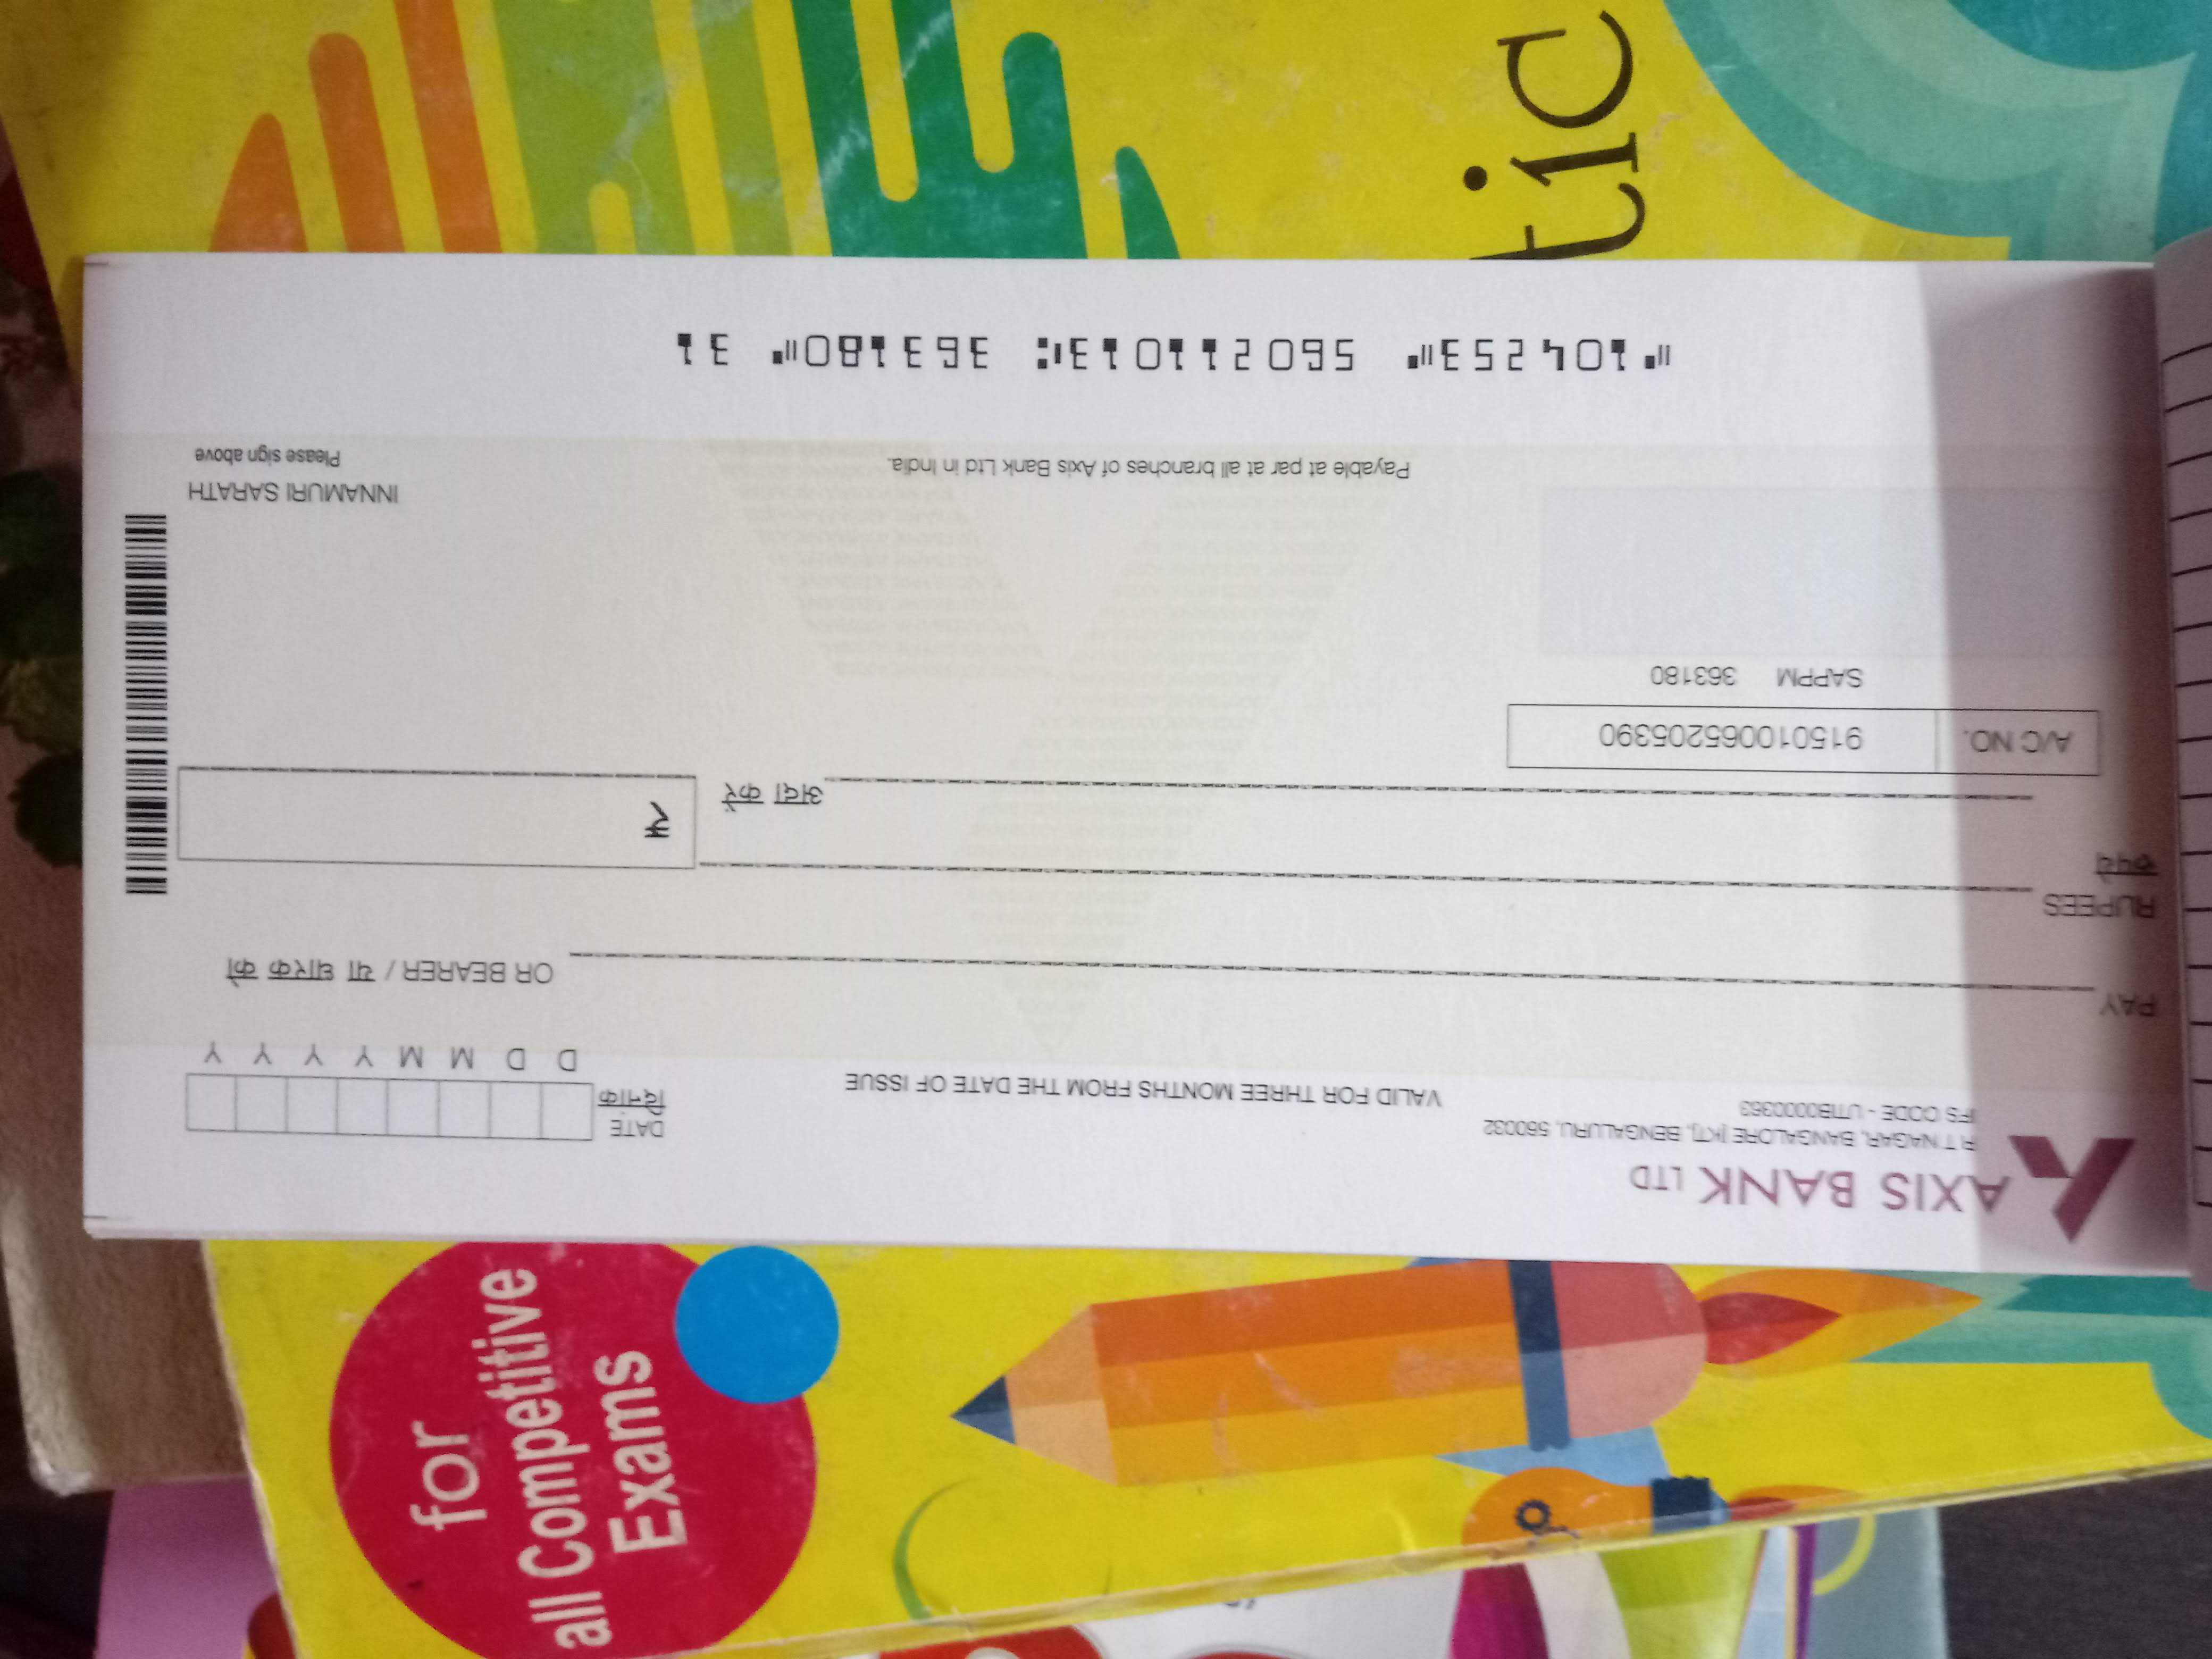 AXIS BANK LTD
R T NAGAR, BANGALORE [KT], BENGALURU, 560032
IFS CODE - UTIB0000363
VALID FOR THREE MONTHS FROM THE DATE OF ISSUE
DATE
दिनांक
D D M M Y Y Y Y
PAY
OR BEARER / या धारक को
RUPEES
रुपये
अदा करें
₹
A/C NO. 915010065205390
SAPPM 363180
Payable at par at all branches of Axis Bank Ltd in India.
INNAMURI SARATH
Please sign above
⑈104253⑈ 560211013⑆ 363180⑈ 31
tic
for
all Competitive
Exams